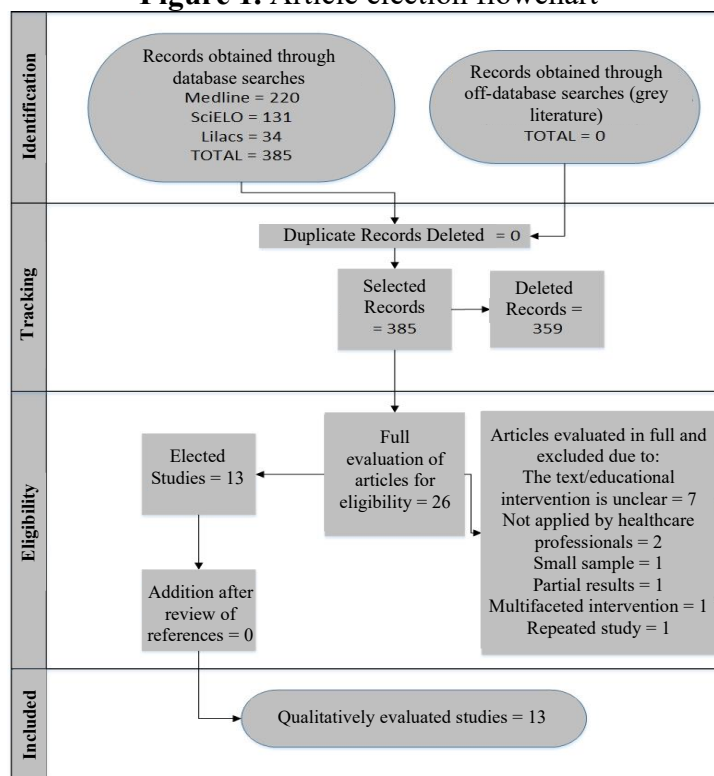 Figure 1. Article election flowchart
Identification
Records obtained through
database searches
Medline = 220
SciELO = 131
Lilacs = 34
TOTAL = 385
Records obtained through
off-database searches (grey
literature)
TOTAL = 0
Tracking
Duplicate Records Deleted = 0
Selected
Records
= 385
Deleted
Records =
359
Eligibility
Elected
Studies = 13
Full
evaluation of
articles for
eligibility = 26
Articles evaluated in full and
excluded due to:
The text/educational
intervention is unclear = 7
Not applied by healthcare
professionals = 2
Small sample = 1
Partial results = 1
Multifaceted intervention = 1
Repeated study = 1
Addition after
review of
references = 0
Included
Qualitatively evaluated studies = 13